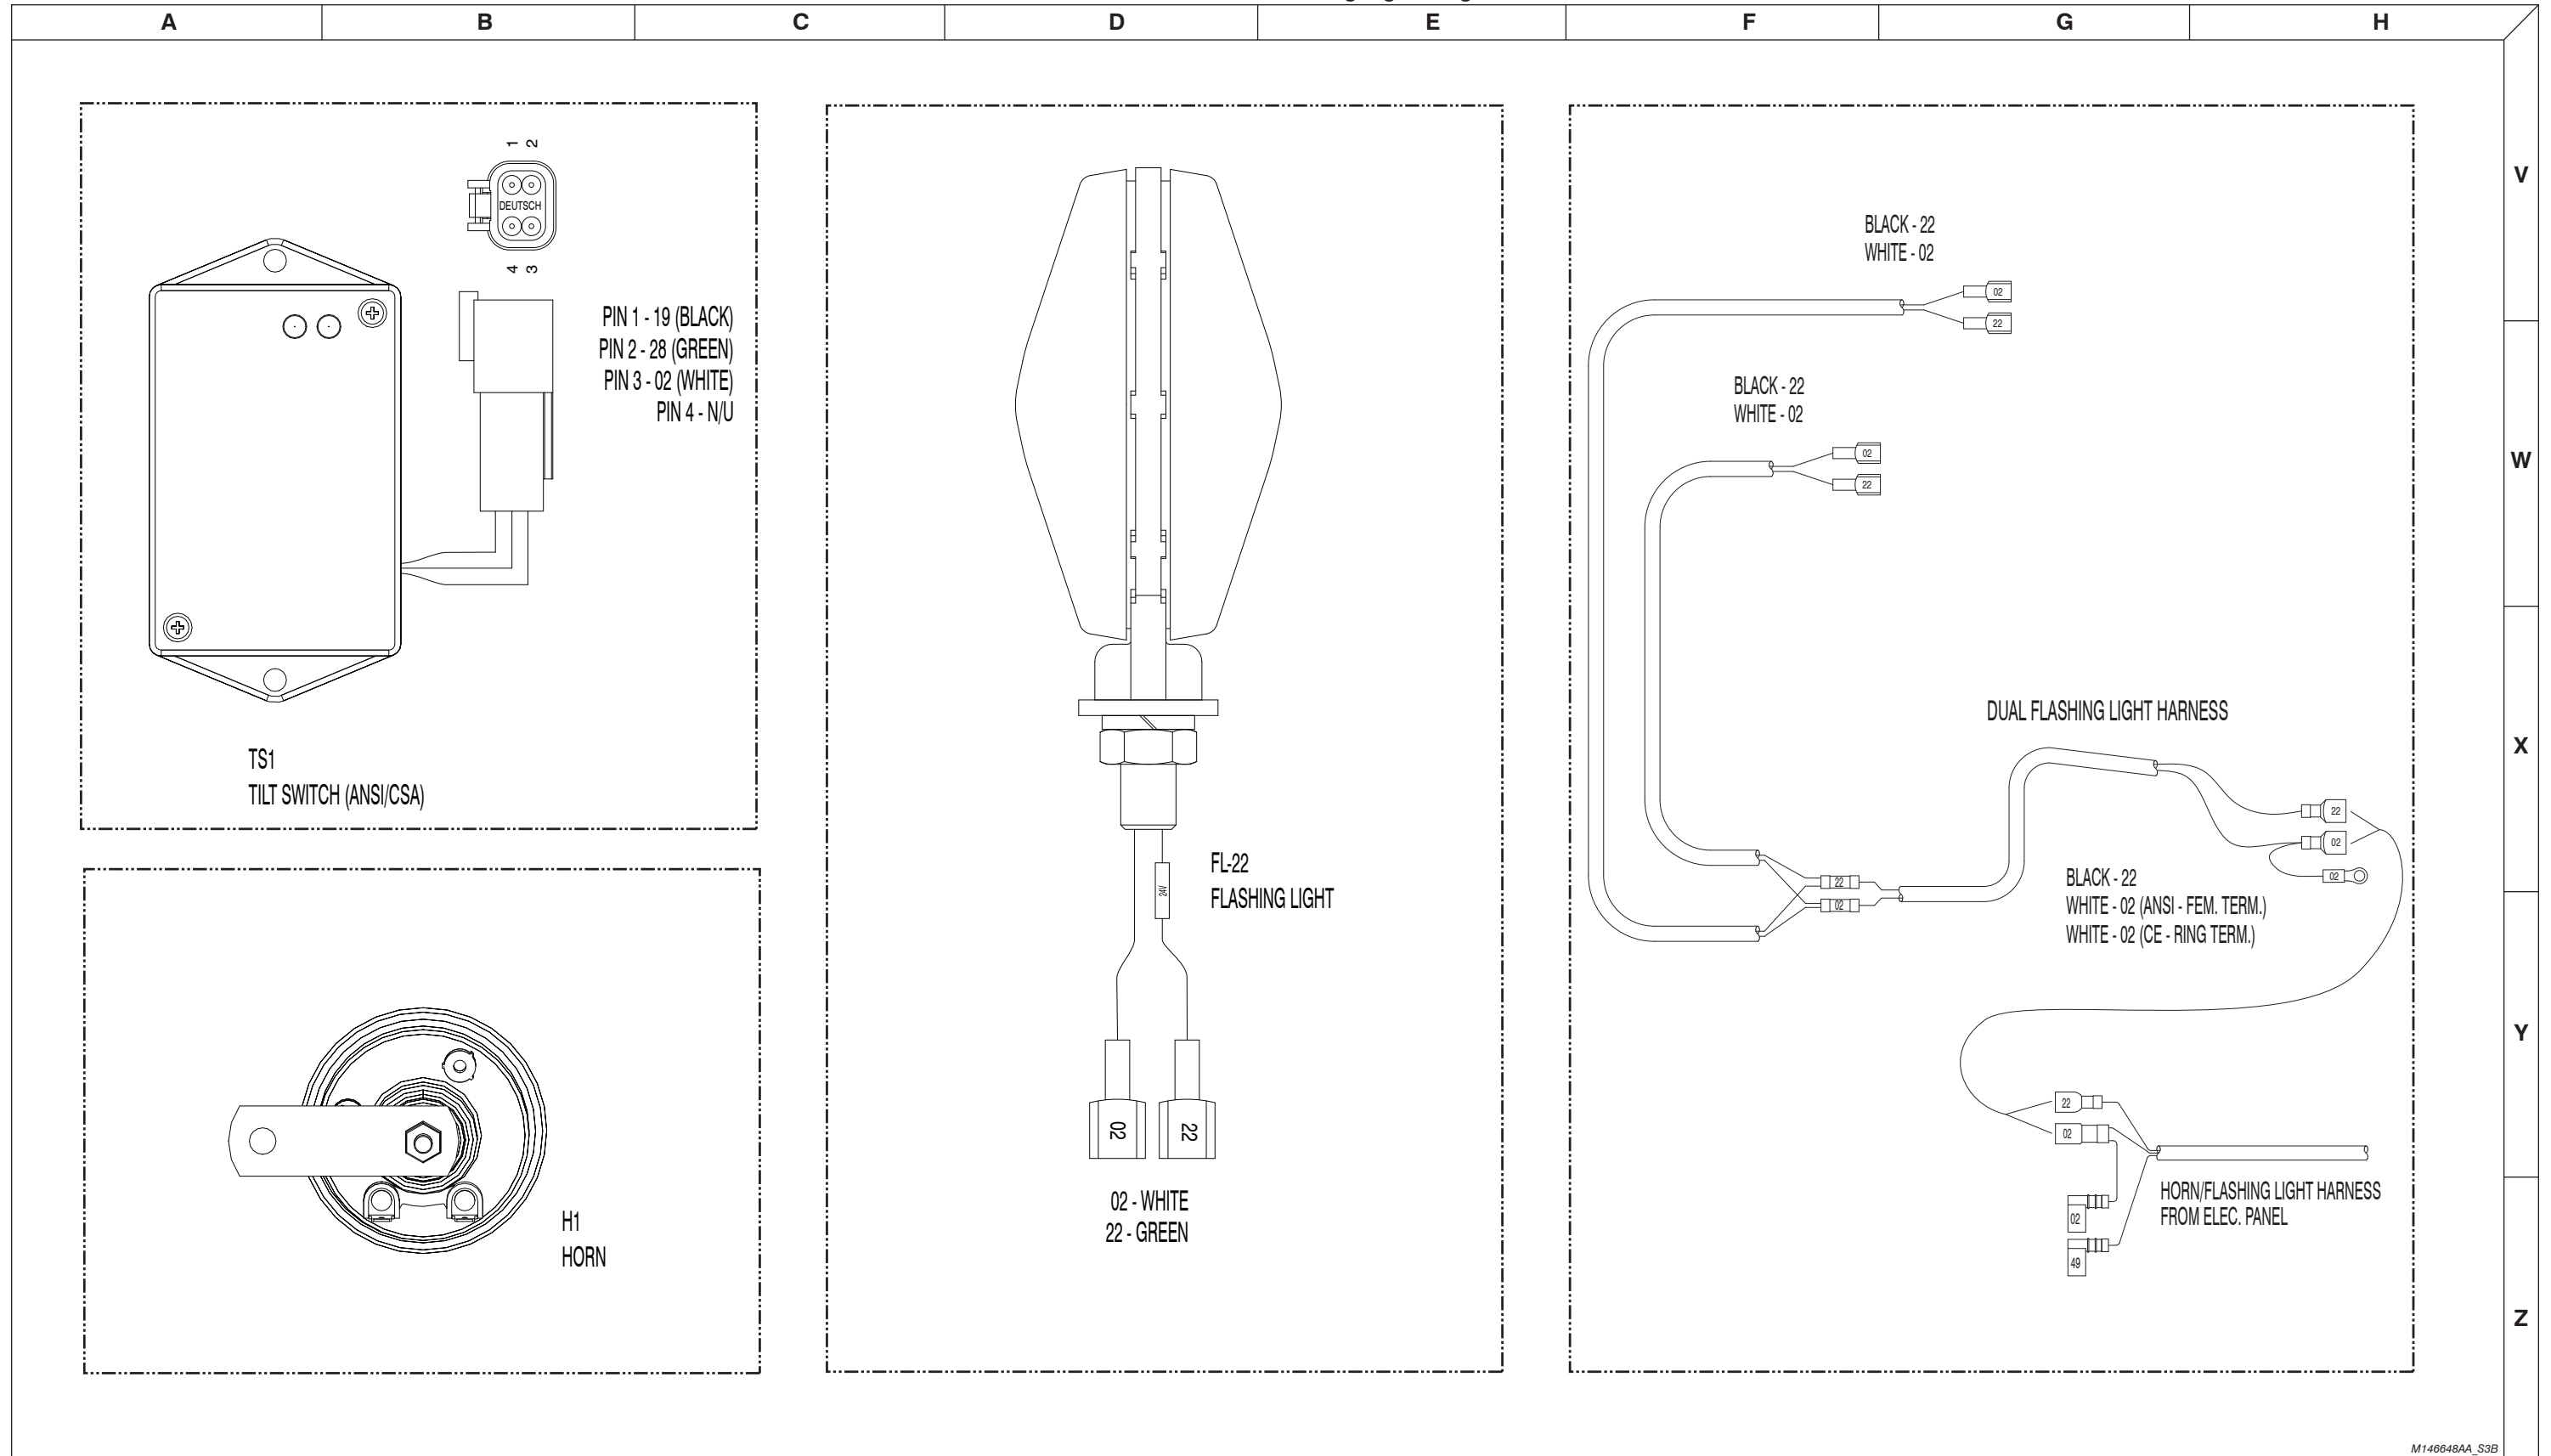 A B C D E F G H
V
W
X
Y
Z
1 2
DEUTSCH
4 3
PIN 1 - 19 (BLACK)
PIN 2 - 28 (GREEN)
PIN 3 - 02 (WHITE)
PIN 4 - N/U
TS1
TILT SWITCH (ANSI/CSA)
H1
HORN
24V
FL-22
FLASHING LIGHT
02
22
02 - WHITE
22 - GREEN
BLACK - 22
WHITE - 02
02
22
BLACK - 22
WHITE - 02
02
22
DUAL FLASHING LIGHT HARNESS
22
02
22
02
02
BLACK - 22
WHITE - 02 (ANSI - FEM. TERM.)
WHITE - 02 (CE - RING TERM.)
22
02
02
49
HORN/FLASHING LIGHT HARNESS
FROM ELEC. PANEL
M146648AA_S3B